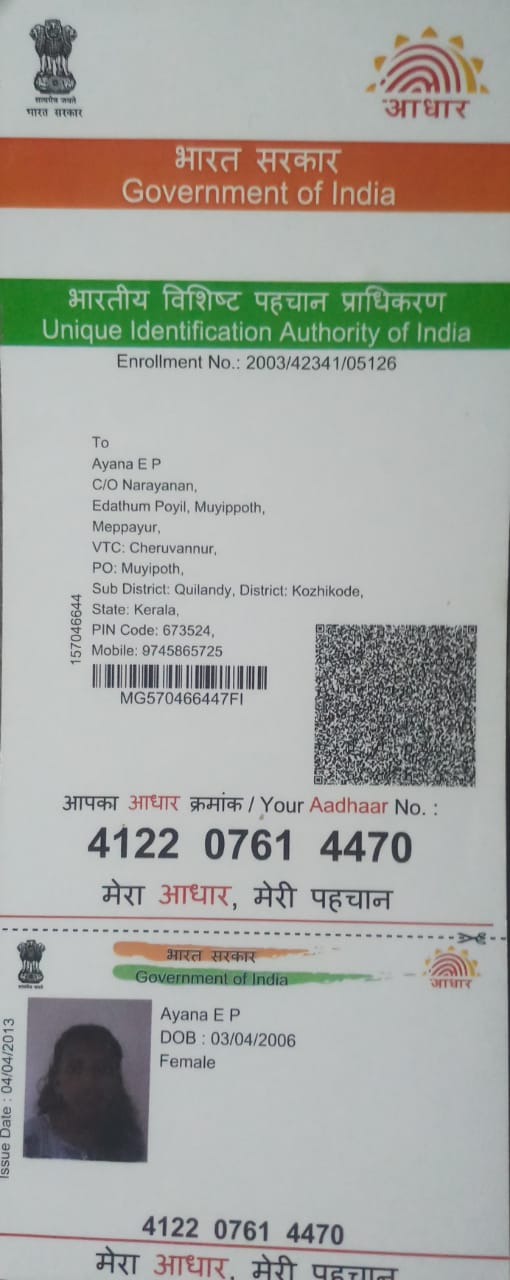 सत्यमेव जयते
भारत सरकार
आधार
भारत सरकार
Government of India
भारतीय विशिष्ट पहचान प्राधिकरण
Unique Identification Authority of India
Enrollment No.: 2003/42341/05126
To
Ayana E P
C/O Narayanan,
Edathum Poyil, Muyippoth,
Meppayur,
VTC: Cheruvannur,
PO: Muyipoth,
Sub District: Quilandy, District: Kozhikode,
State: Kerala,
PIN Code: 673524,
Mobile: 9745865725
157046644
MG570466447FI
आपका आधार क्रमांक / Your Aadhaar No. :
4122 0761 4470
मेरा आधार, मेरी पहचान
भारत सरकार
Government of India
आधार
Issue Date : 04/04/2013
Ayana E P
DOB : 03/04/2006
Female
4122 0761 4470
मेरा आधार, मेरी पहचान